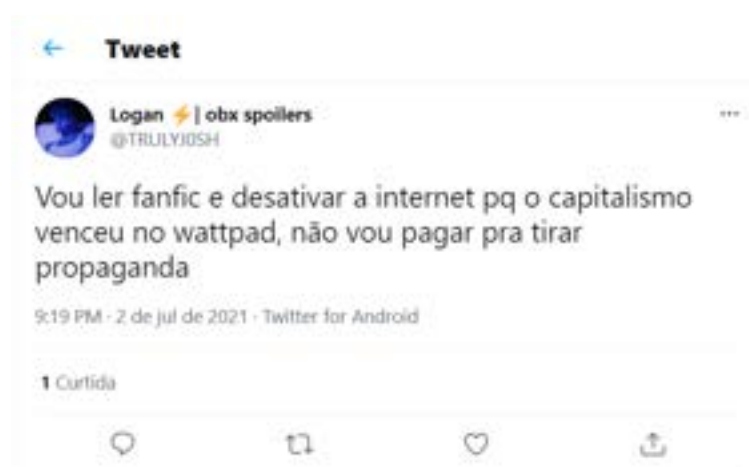 Tweet
Logan ⚡| obx spoilers
@TRULYJ0SH
Vou ler fanfic e desativar a internet pq o capitalismo
venceu no wattpad, não vou pagar pra tirar
propaganda
9:19 PM · 2 de jul de 2021 · Twitter for Android
1 Curtida